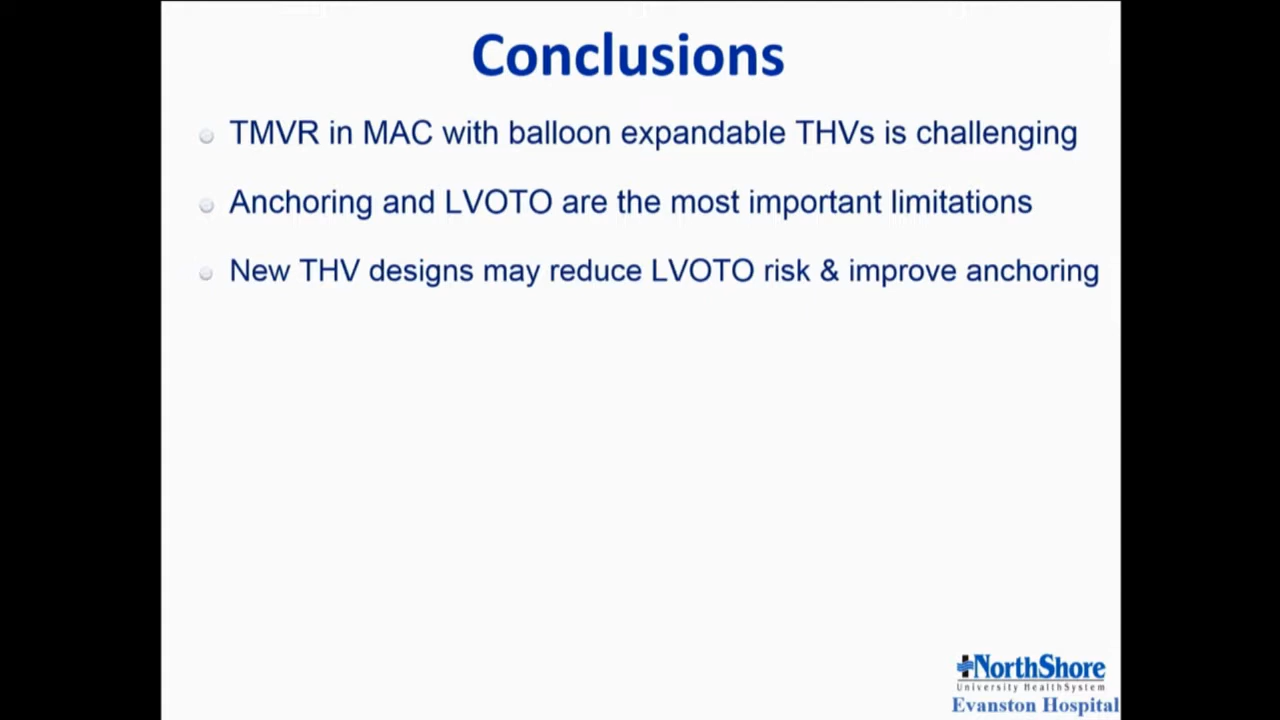 Conclusions
TMVR in MAC with balloon expandable THVs is challenging
Anchoring and LVOTO are the most important limitations
New THV designs may reduce LVOTO risk & improve anchoring
NorthShore
University HealthSystem
Evanston Hospital